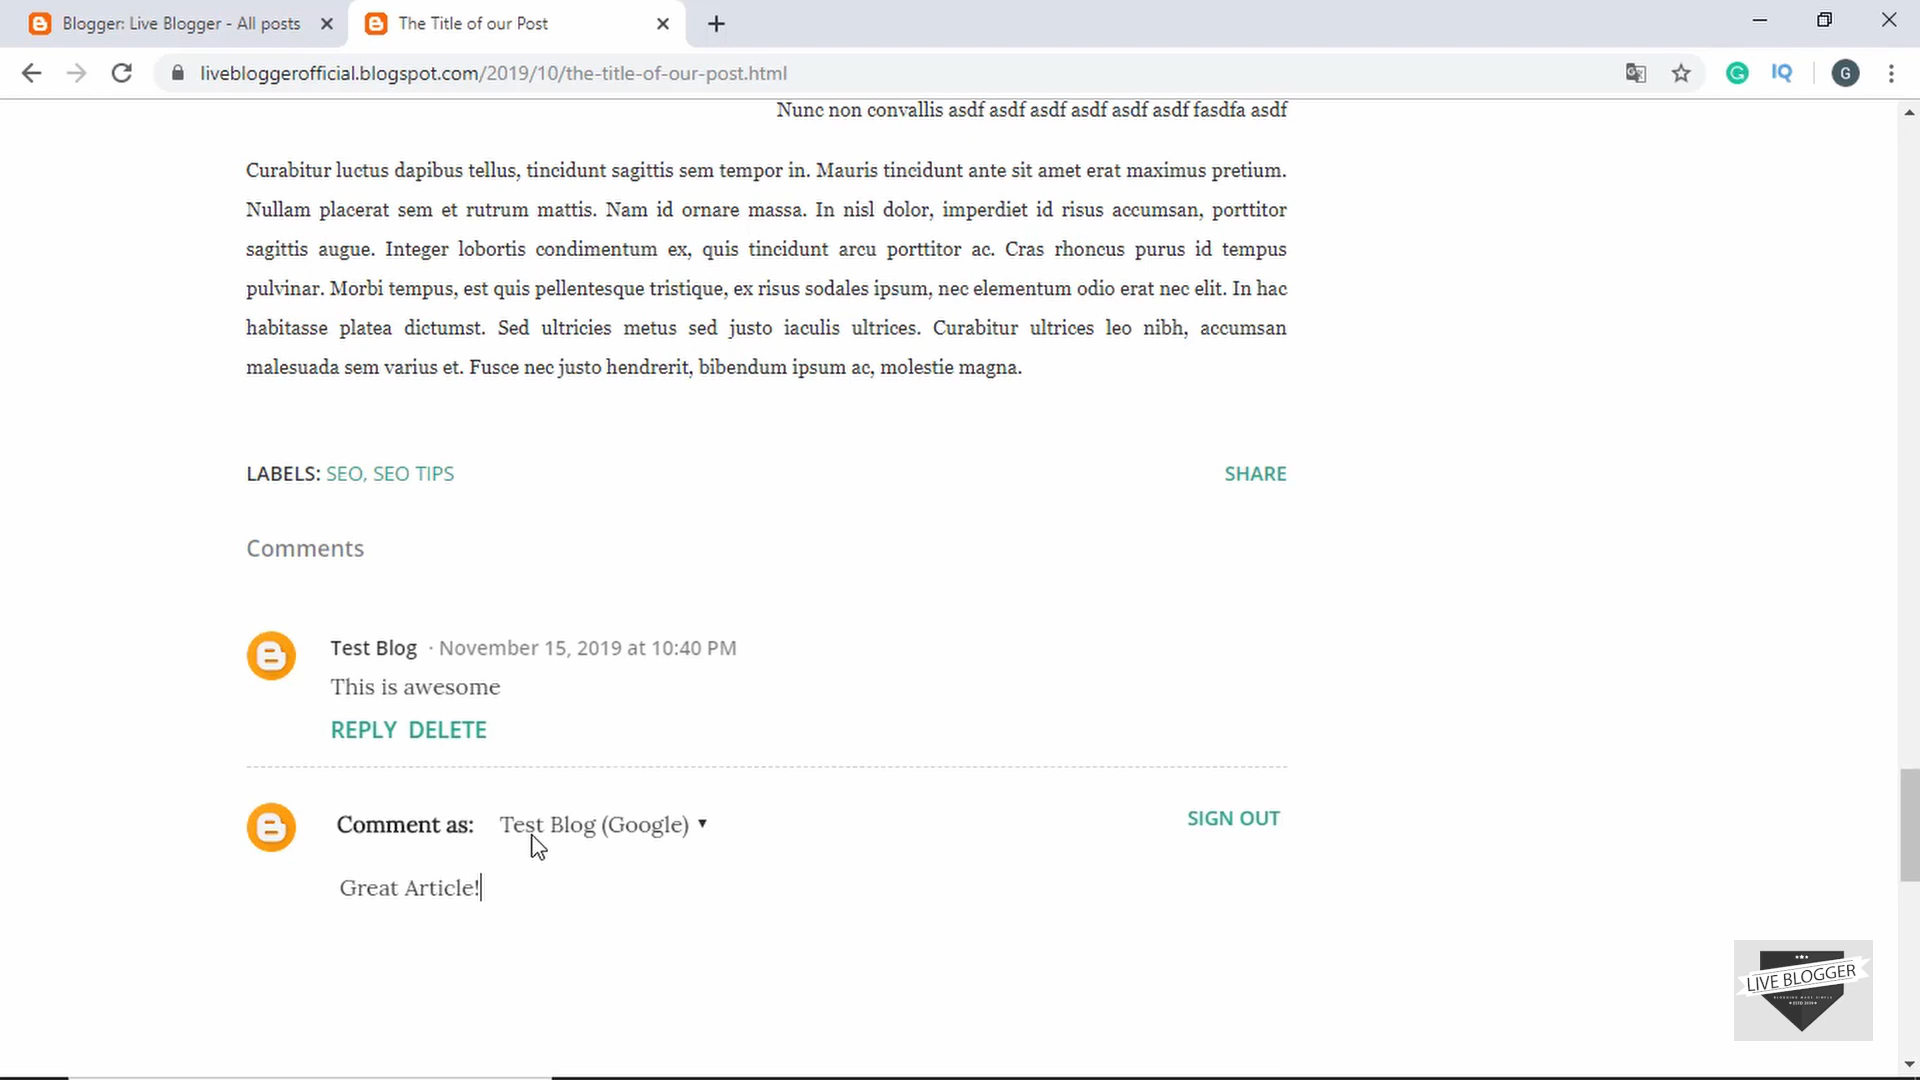 Blogger: Live Blogger - All posts
The Title of our Post
livebloggerofficial.blogspot.com/2019/10/the-title-of-our-post.html
IQ
G
Nunc non convallis asdf asdf asdf asdf asdf asdf fasdfa asdf
Curabitur luctus dapibus tellus, tincidunt sagittis sem tempor in. Mauris tincidunt ante sit amet erat maximus pretium.
Nullam placerat sem et rutrum mattis. Nam id ornare massa. In nisl dolor, imperdiet id risus accumsan, porttitor
sagittis augue. Integer lobortis condimentum ex, quis tincidunt arcu porttitor ac. Cras rhoncus purus id tempus
pulvinar. Morbi tempus, est quis pellentesque tristique, ex risus sodales ipsum, nec elementum odio erat nec elit. In hac
habitasse platea dictumst. Sed ultricies metus sed justo iaculis ultrices. Curabitur ultrices leo nibh, accumsan
malesuada sem varius et. Fusce nec justo hendrerit, bibendum ipsum ac, molestie magna.
LABELS: SEO, SEO TIPS
SHARE
Comments
Test Blog · November 15, 2019 at 10:40 PM
This is awesome
REPLY DELETE
Comment as: Test Blog (Google)
SIGN OUT
Great Article!
LIVE BLOGGER